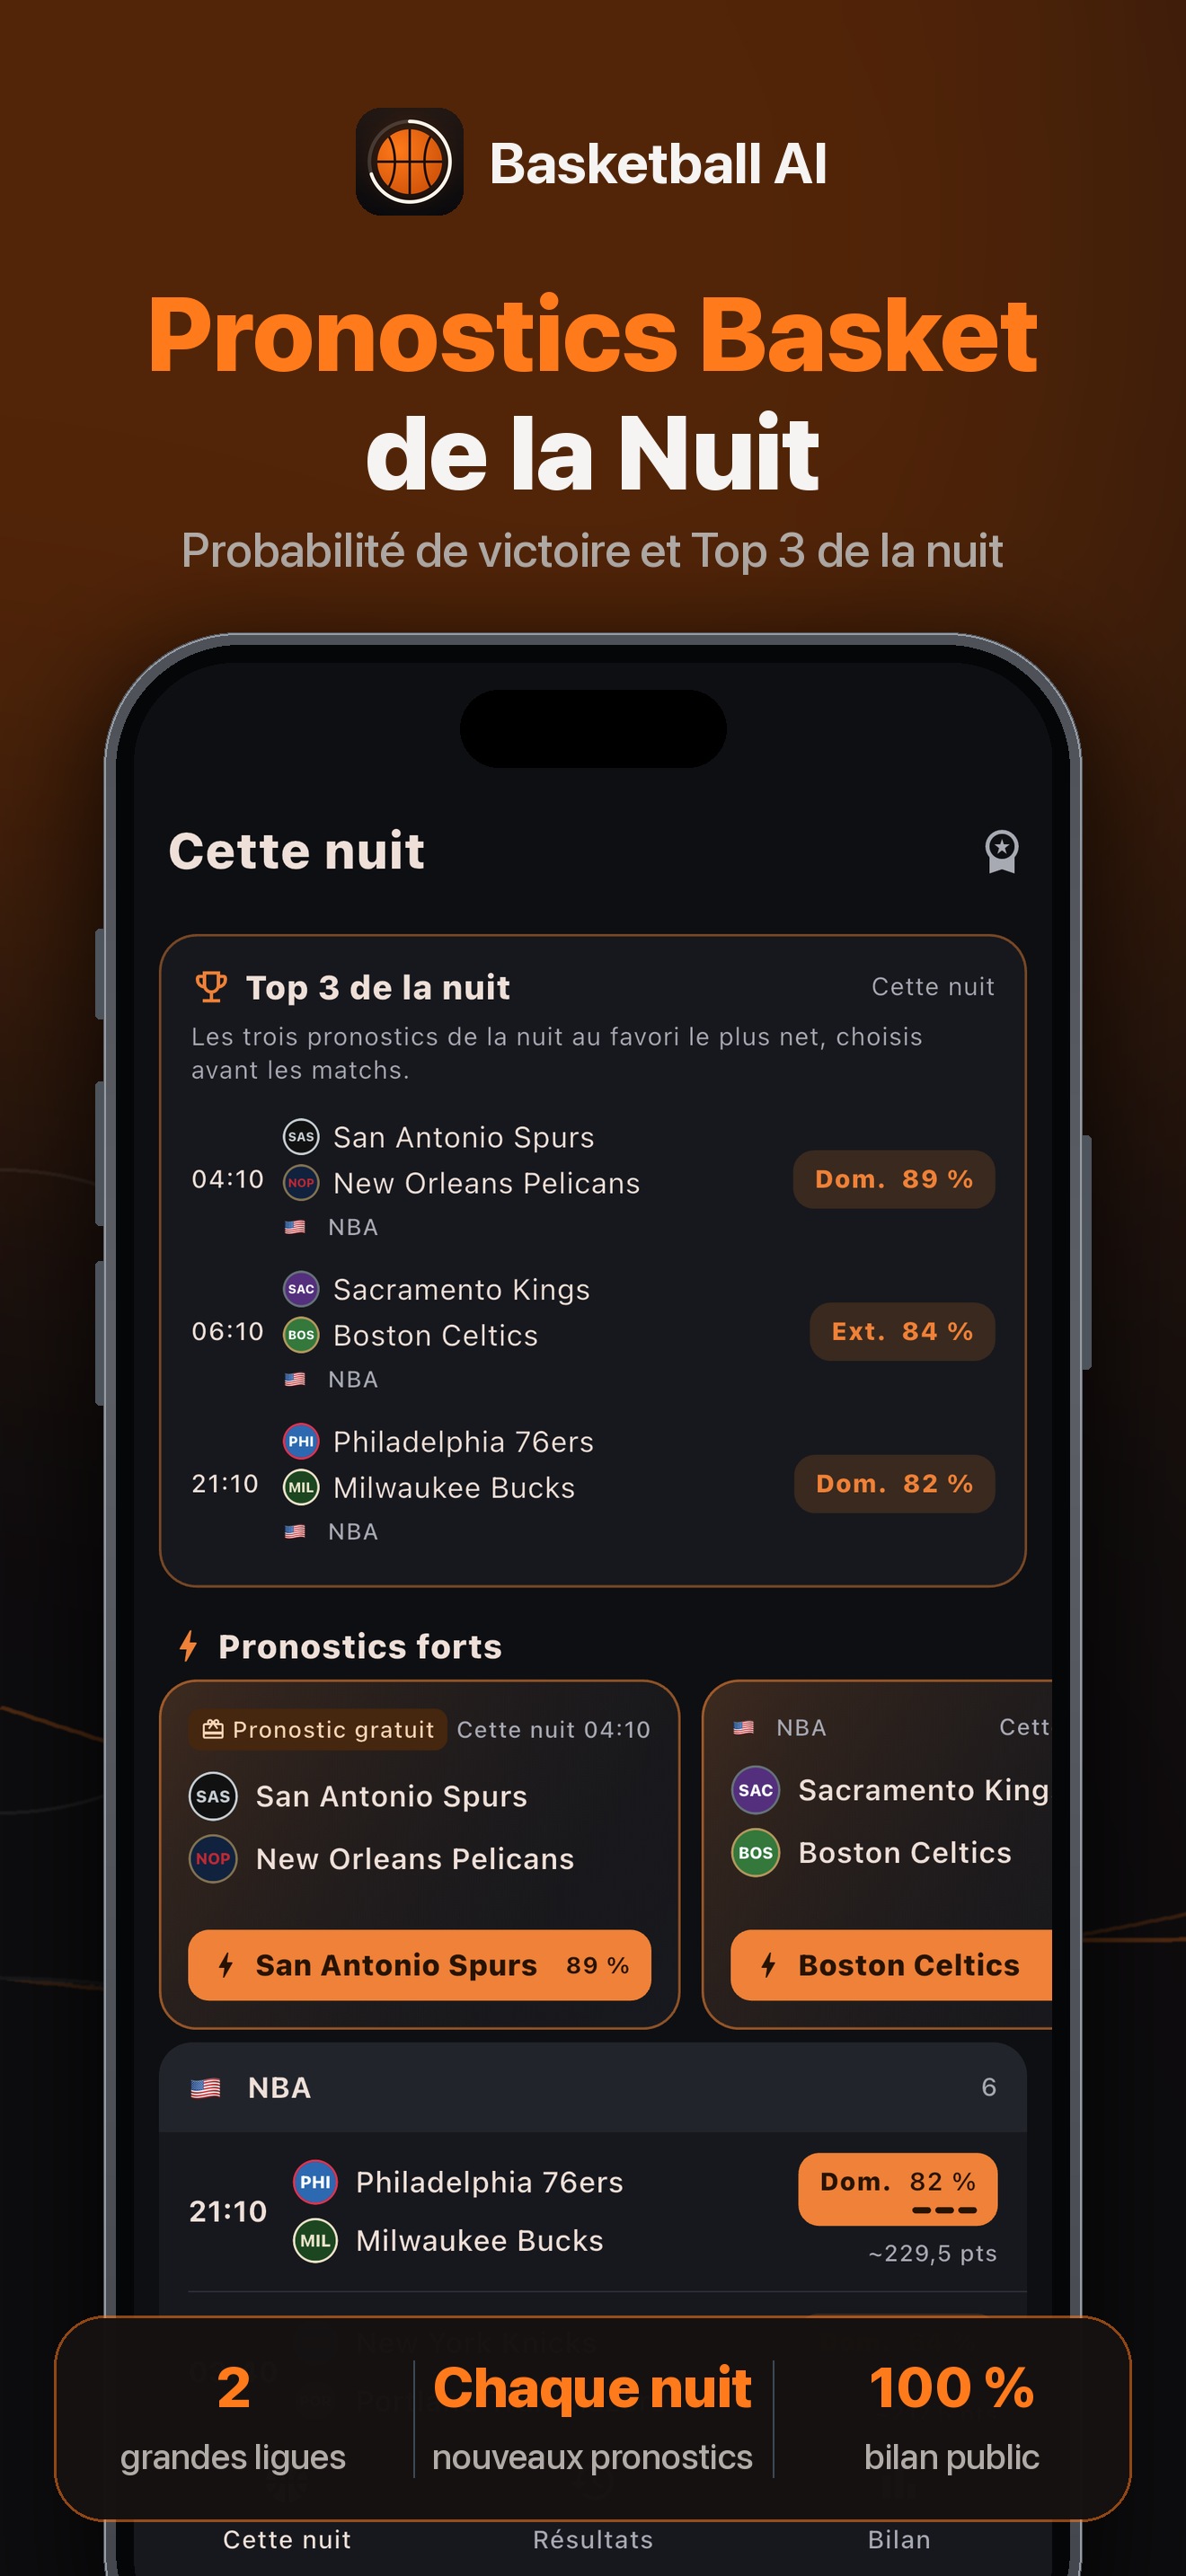 Basketball AI
Pronostics Basket
de la Nuit
Probabilité de victoire et Top 3 de la nuit
Cette nuit
Top 3 de la nuit Cette nuit
Les trois pronostics de la nuit au favori le plus net, choisis
avant les matchs.
SAS San Antonio Spurs
04:10 NOP New Orleans Pelicans Dom. 89 %
NBA
SAC Sacramento Kings
06:10 BOS Boston Celtics Ext. 84 %
NBA
PHI Philadelphia 76ers
21:10 MIL Milwaukee Bucks Dom. 82 %
NBA
Pronostics forts
Pronostic gratuit Cette nuit 04:10
SAS San Antonio Spurs
NOP New Orleans Pelicans
San Antonio Spurs 89 %
NBA Cett
SAC Sacramento King
BOS Boston Celtics
Boston Celtics
NBA 6
PHI Philadelphia 76ers Dom. 82 %
21:10
MIL Milwaukee Bucks ~229,5 pts
New York Knicks
2 Chaque nuit 100 %
grandes ligues nouveaux pronostics bilan public
Cette nuit Résultats Bilan